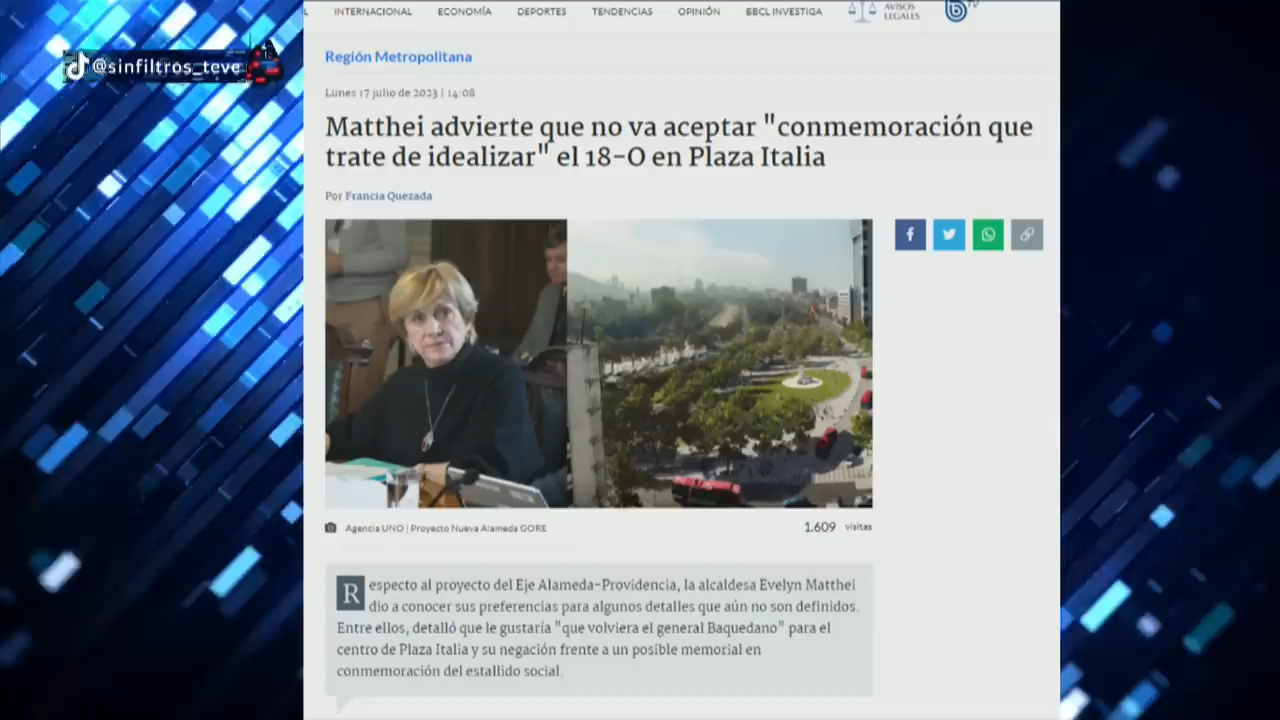 INTERNACIONAL ECONOMÍA DEPORTES TENDENCIAS OPINIÓN BBCL INVESTIGA AVISOS LEGALES b TV
@sinfiltros_teve
Región Metropolitana
Lunes 17 julio de 2023 | 14:08
Matthei advierte que no va aceptar "conmemoración que
trate de idealizar" el 18-O en Plaza Italia
Por Francia Quezada
Agencia UNO | Proyecto Nueva Alameda GORE
1.609 visitas
Respecto al proyecto del Eje Alameda-Providencia, la alcaldesa Evelyn Matthei
dio a conocer sus preferencias para algunos detalles que aún no son definidos.
Entre ellos, detalló que le gustaría "que volviera el general Baquedano" para el
centro de Plaza Italia y su negación frente a un posible memorial en
conmemoración del estallido social.